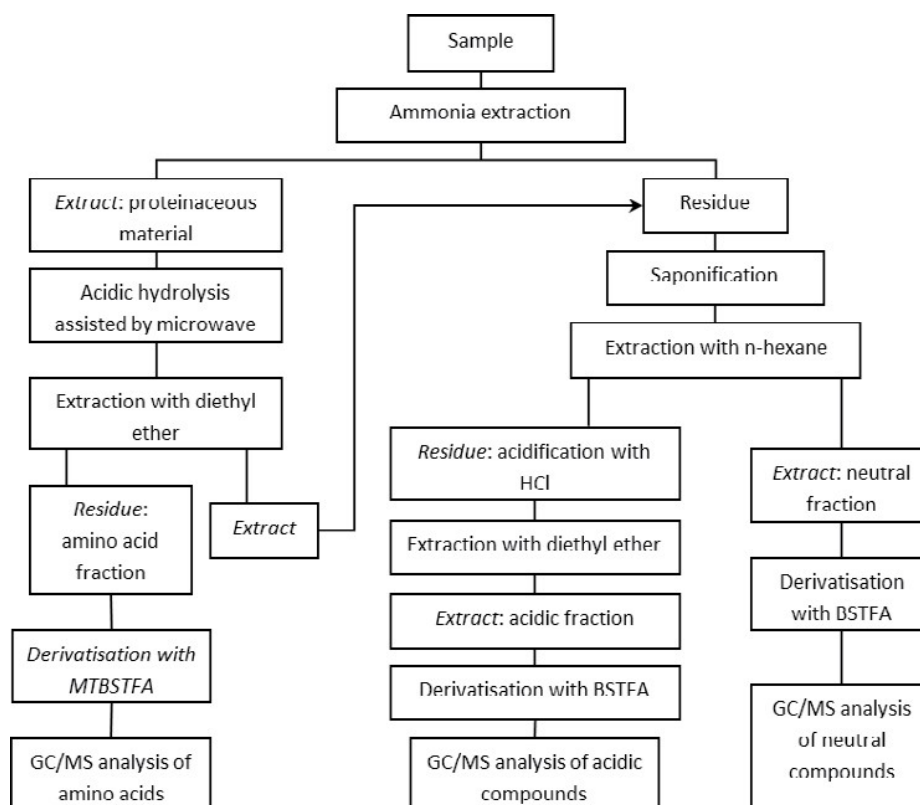 Sample
Ammonia extraction
Extract: proteinaceous
material
Residue
Acidic hydrolysis
assisted by microwave
Saponification
Extraction with n-hexane
Extraction with diethyl
ether
Residue: acidification with
HCl
Extract: neutral
fraction
Residue:
amino acid
fraction
Extract
Extraction with diethyl ether
Derivatisation
with BSTFA
Extract: acidic fraction
Derivatisation with
MTBSTFA
Derivatisation with BSTFA
GC/MS analysis
of neutral
compounds
GC/MS analysis of
amino acids
GC/MS analysis of acidic
compounds